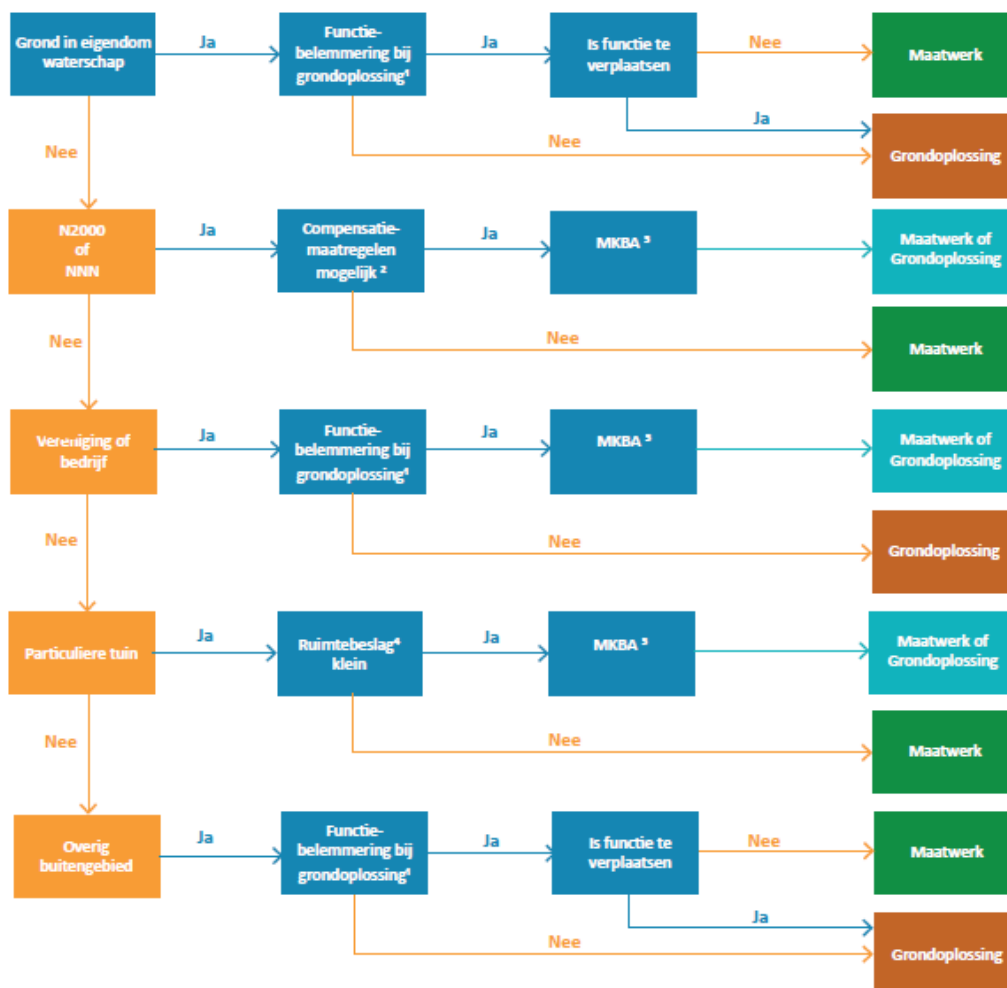 Grond in eigendom
waterschap
Ja
Functie-
belemmering bij
grondoplossing¹
Ja
Is functie te
verplaatsen
Nee
Maatwerk
Ja
Nee
Grondoplossing
Nee
N2000
of
NNN
Ja
Compensatie-
maatregelen
mogelijk ²
Ja
MKBA ³
Maatwerk of
Grondoplossing
Nee
Maatwerk
Nee
Vereniging of
bedrijf
Ja
Functie-
belemmering bij
grondoplossing¹
Ja
MKBA ³
Maatwerk of
Grondoplossing
Nee
Grondoplossing
Nee
Particuliere tuin
Ja
Ruimtebeslag⁴
klein
Ja
MKBA ³
Maatwerk of
Grondoplossing
Nee
Maatwerk
Nee
Overig
buitengebied
Ja
Functie-
belemmering bij
grondoplossing¹
Ja
Is functie te
verplaatsen
Nee
Maatwerk
Ja
Nee
Grondoplossing